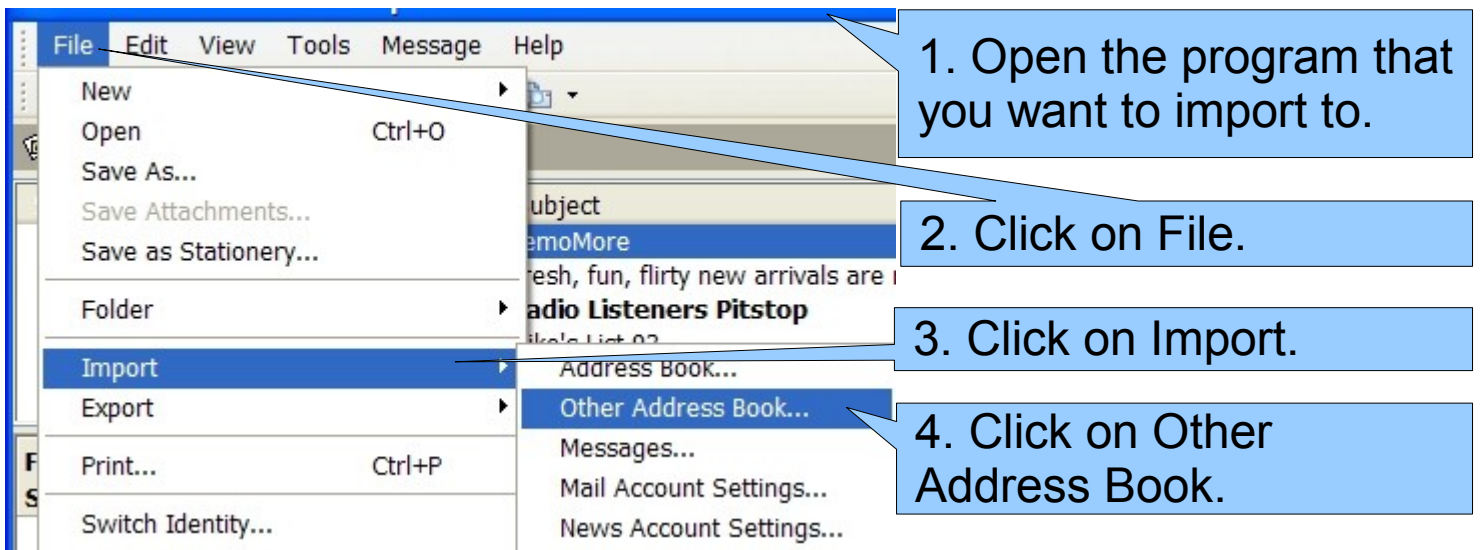 File Edit View Tools Message Help
1. Open the program that
you want to import to.
New
Open Ctrl+O
Save As...
Save Attachments...
ubject
2. Click on File.
Save as Stationery...
emoMore
resh, fun, flirty new arrivals are
Folder
adio Listeners Pitstop
3. Click on Import.
Import
Address Book...
Export
Other Address Book...
4. Click on Other
Address Book.
Messages...
Print... Ctrl+P
Mail Account Settings...
Switch Identity...
News Account Settings...